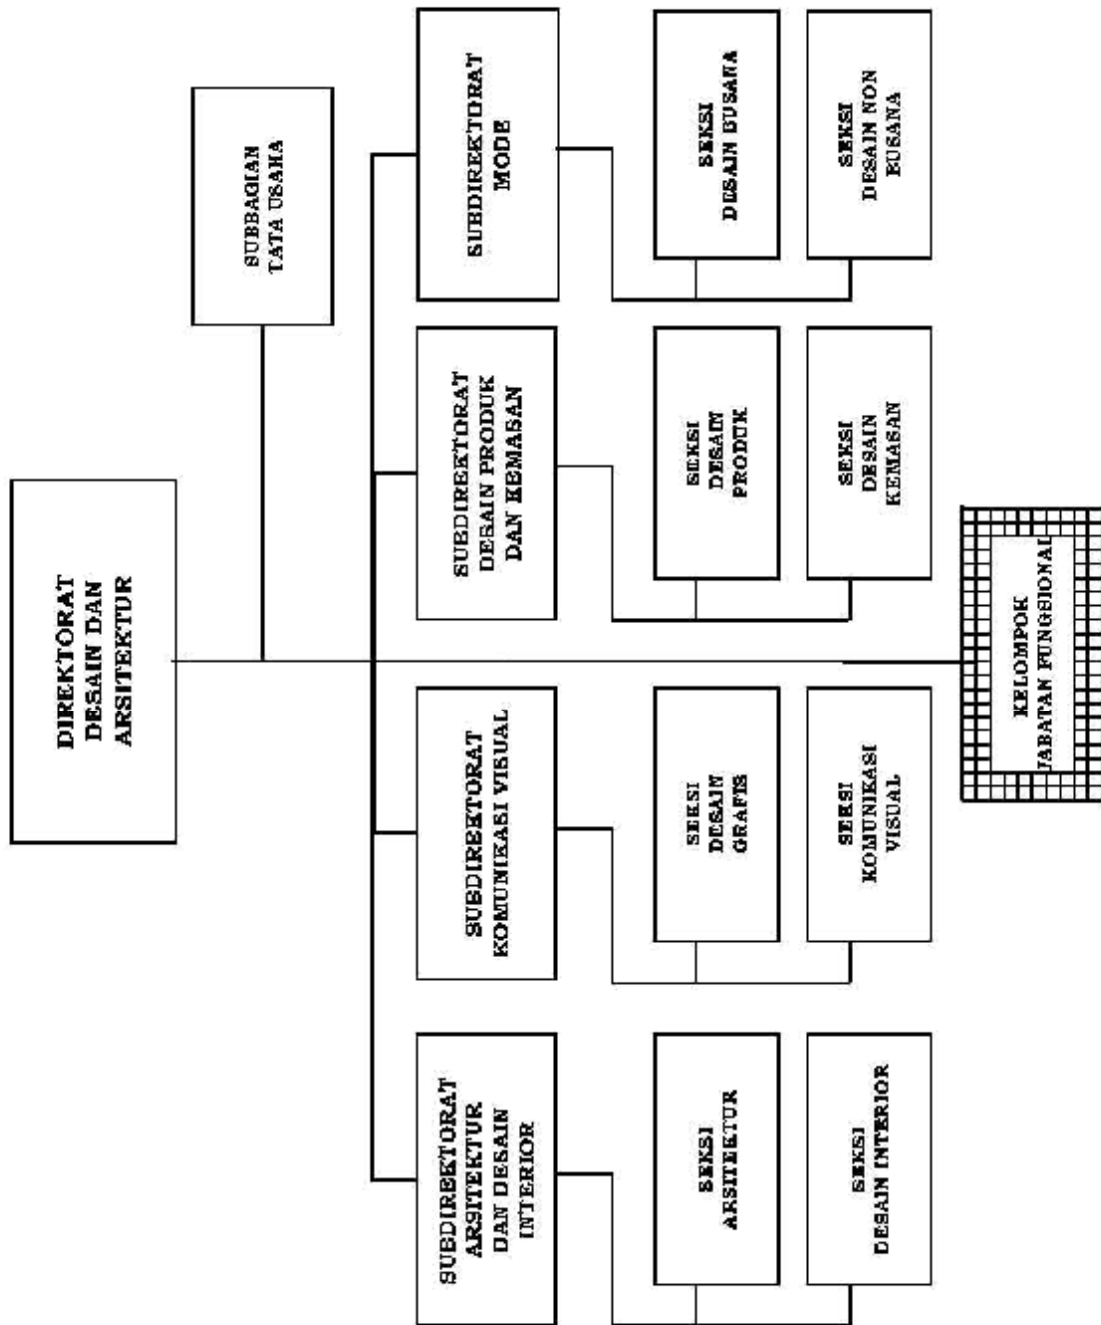 DIREKTORAT
DESAIN DAN
ARSITEKTUR
SUBBAGIAN
TATA USAHA
SUBDIREKTORAT
ARSITEKTUR
DAN DESAIN
INTERIOR
SUBDIREKTORAT
KOMUNIKASI VISUAL
SUBDIREKTORAT
DESAIN PRODUK
DAN KEMASAN
SUBDIREKTORAT
MODE
SEKSI
ARSITEKTUR
SEKSI
DESAIN
GRAFIS
SEKSI
DESAIN
PRODUK
SEKSI
DESAIN BUSANA
SEKSI
DESAIN INTERIOR
SEKSI
KOMUNIKASI
VISUAL
SEKSI
DESAIN
KEMASAN
SEKSI
DESAIN NON
BUSANA
KELOMPOK
JABATAN FUNGSIONAL